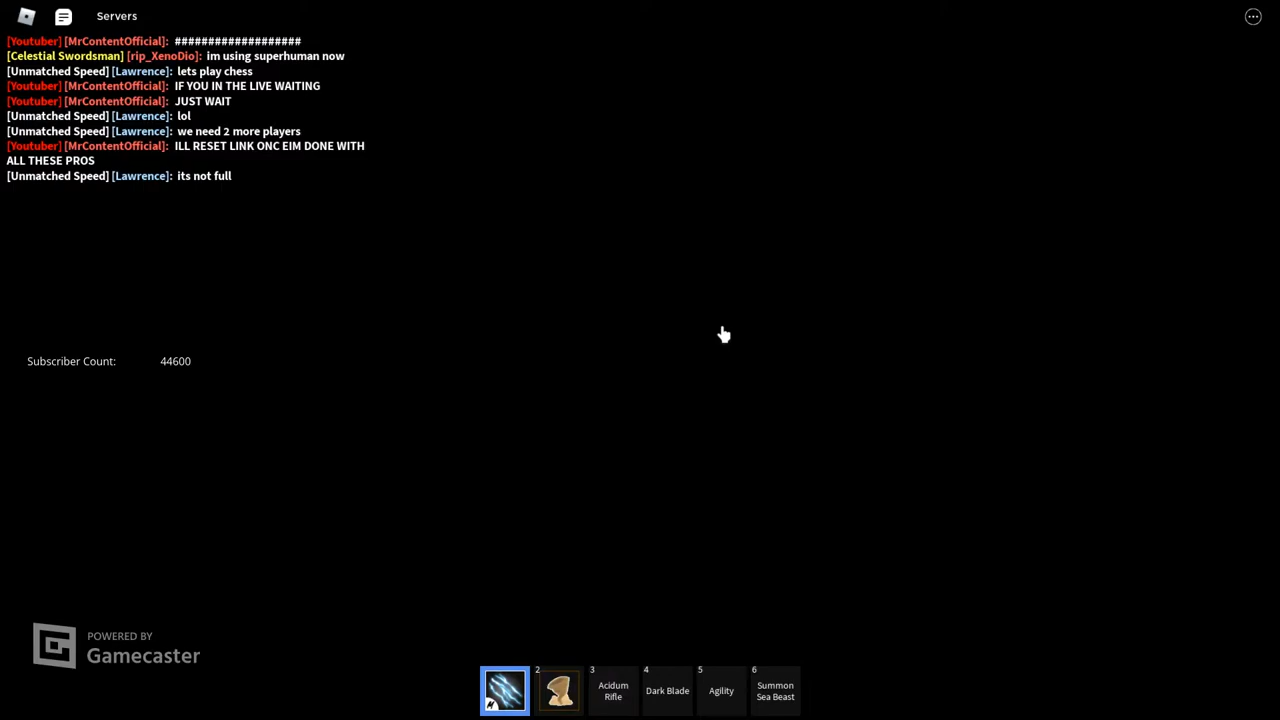 Servers
[Youtuber] [MrContentOfficial]: ###################
[Celestial Swordsman] [rip_XenoDio]: im using superhuman now
[Unmatched Speed] [Lawrence]: lets play chess
[Youtuber] [MrContentOfficial]: IF YOU IN THE LIVE WAITING
[Youtuber] [MrContentOfficial]: JUST WAIT
[Unmatched Speed] [Lawrence]: lol
[Unmatched Speed] [Lawrence]: we need 2 more players
[Youtuber] [MrContentOfficial]: ILL RESET LINK ONC EIM DONE WITH
ALL THESE PROS
[Unmatched Speed] [Lawrence]: its not full
Subscriber Count: 44600
POWERED BY
Gamecaster
2 3 4 5 6
Acidum
Rifle
Dark Blade
Agility
Summon
Sea Beast